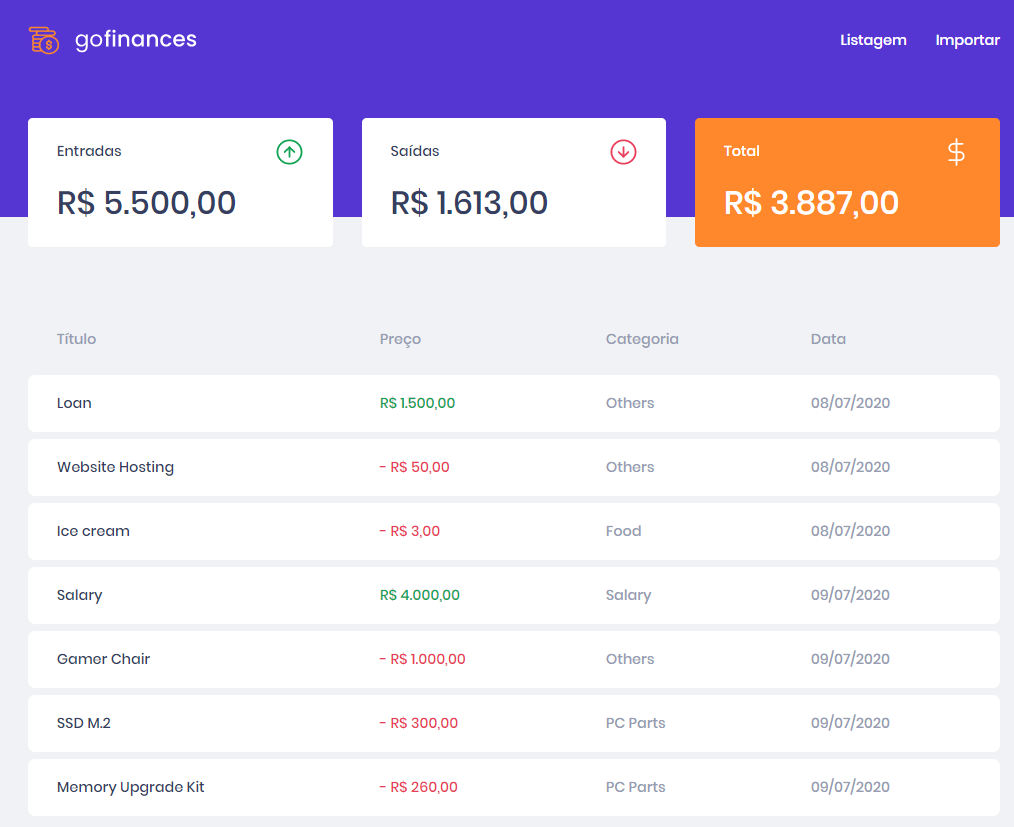 gofinances Listagem Importar
Entradas Saídas Total
R$ 5.500,00 R$ 1.613,00 R$ 3.887,00
Título Preço Categoria Data
Loan R$ 1.500,00 Others 08/07/2020
Website Hosting - R$ 50,00 Others 08/07/2020
Ice cream - R$ 3,00 Food 08/07/2020
Salary R$ 4.000,00 Salary 09/07/2020
Gamer Chair - R$ 1.000,00 Others 09/07/2020
SSD M.2 - R$ 300,00 PC Parts 09/07/2020
Memory Upgrade Kit - R$ 260,00 PC Parts 09/07/2020